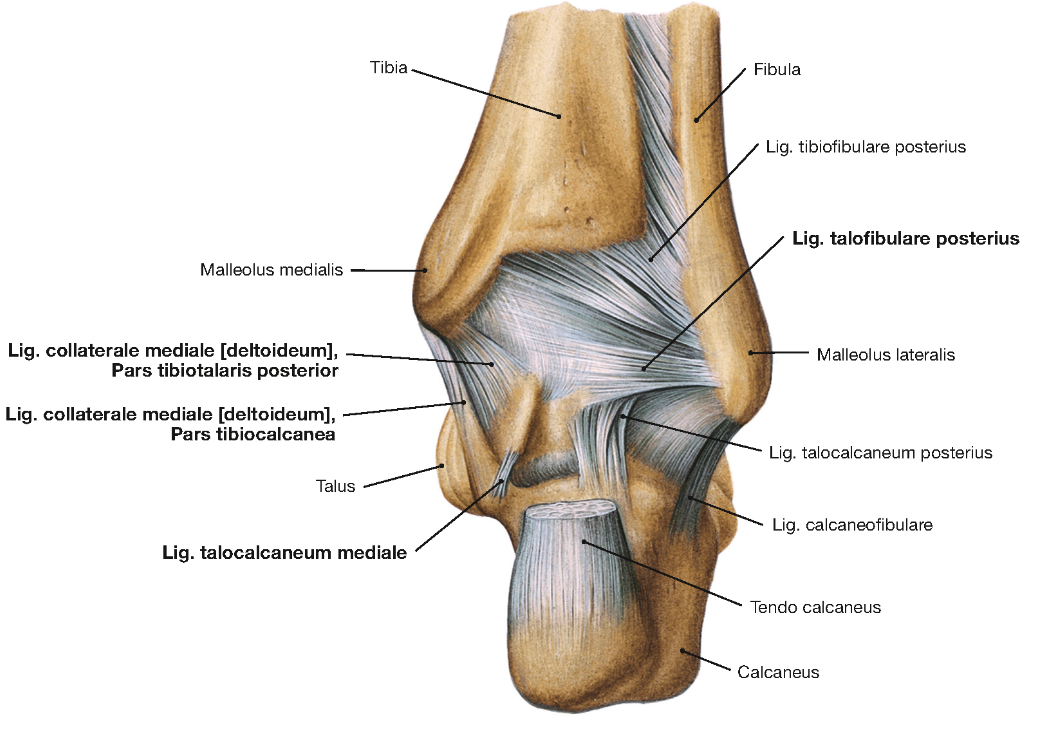 Tibia
Fibula
Lig. tibiofibulare posterius
Lig. talofibulare posterius
Malleolus medialis
Lig. collaterale mediale [deltoideum],
Pars tibiotalaris posterior
Malleolus lateralis
Lig. collaterale mediale [deltoideum],
Pars tibiocalcanea
Lig. talocalcaneum posterius
Talus
Lig. calcaneofibulare
Lig. talocalcaneum mediale
Tendo calcaneus
Calcaneus